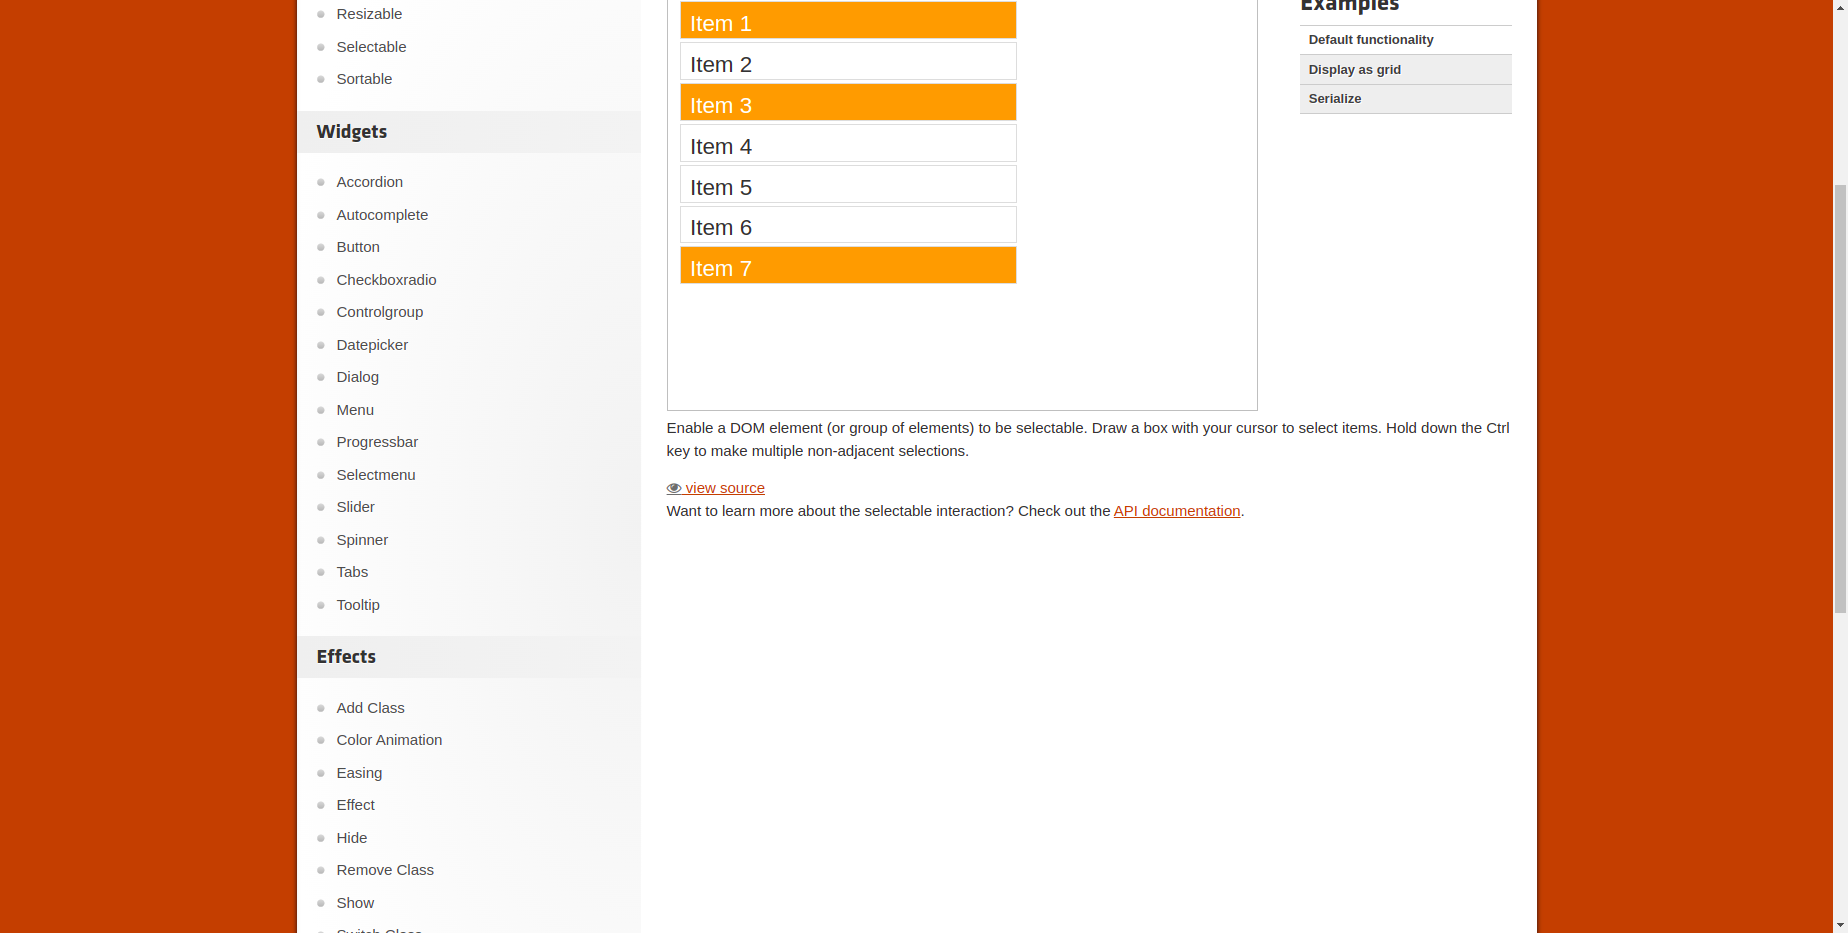 Resizable
Selectable
Sortable
Widgets
Accordion
Autocomplete
Button
Checkboxradio
Controlgroup
Datepicker
Dialog
Menu
Progressbar
Selectmenu
Slider
Spinner
Tabs
Tooltip
Effects
Add Class
Color Animation
Easing
Effect
Hide
Remove Class
Show
Switch Class
Item 1
Item 2
Item 3
Item 4
Item 5
Item 6
Item 7
Enable a DOM element (or group of elements) to be selectable. Draw a box with your cursor to select items. Hold down the Ctrl
key to make multiple non-adjacent selections.
view source
Want to learn more about the selectable interaction? Check out the API documentation.
Examples
Default functionality
Display as grid
Serialize